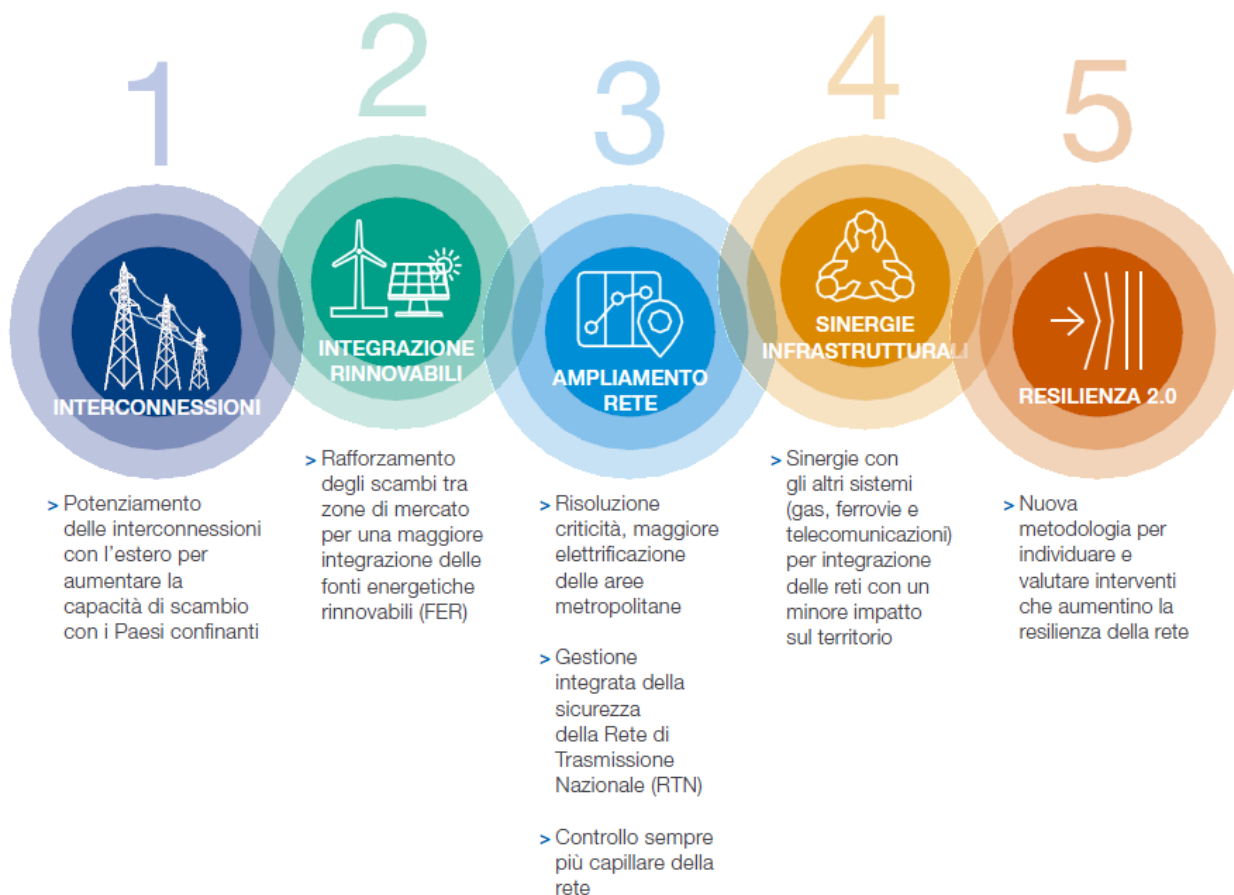 1
INTERCONNESSIONI
> Potenziamento
delle interconnessioni
con l'estero per
aumentare la
capacità di scambio
con i Paesi confinanti
2
INTEGRAZIONE
RINNOVABILI
> Rafforzamento
degli scambi tra
zone di mercato
per una maggiore
integrazione delle
fonti energetiche
rinnovabili (FER)
3
AMPLIAMENTO
RETE
> Risoluzione
criticità, maggiore
elettrificazione
delle aree
metropolitane
> Gestione
integrata della
sicurezza
della Rete di
Trasmissione
Nazionale (RTN)
> Controllo sempre
più capillare della
rete
4
SINERGIE
INFRASTRUTTURALI
> Sinergie con
gli altri sistemi
(gas, ferrovie e
telecomunicazioni)
per integrazione
delle reti con un
minore impatto
sul territorio
5
RESILIENZA 2.0
> Nuova
metodologia per
individuare e
valutare interventi
che aumentino la
resilienza della rete